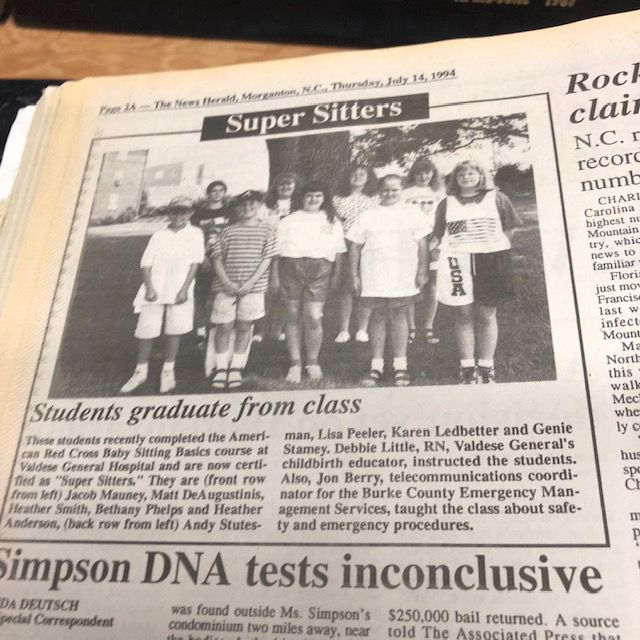 Page 2A — The News Herald, Morganton, N.C., Thursday, July 14, 1994
Super Sitters
USA
Students graduate from class
These students recently completed the Ameri-
can Red Cross Baby Sitting Basics course at
Valdese General Hospital and are now certi-
fied as "Super Sitters." They are (front row
from left) Jacob Mauney, Matt DeAugustinis,
Heather Smith, Bethany Phelps and Heather
Anderson, (back row from left) Andy Stutes-
man, Lisa Peeler, Karen Ledbetter and Genie
Stamey. Debbie Little, RN, Valdese General's
childbirth educator, instructed the students.
Also, Jon Berry, telecommunications coordi-
nator for the Burke County Emergency Man-
agement Services, taught the class about safe-
ty and emergency procedures.
Simpson DNA tests inconclusive
DA DEUTSCH
Special Correspondent
was found outside Ms. Simpson's
condominium two miles away, near
$250,000 bail returned. A source
told The Associated Press that
Rock
clai
N.C.
record
numb
CHARL
Carolina
highest nu
Mountain
try, which
news to
familiar
Flori
just mov
Francis
last w
infect
Mount
Ma
North
this
walk
Mecl
whe
ly c
hus
spo
Ch